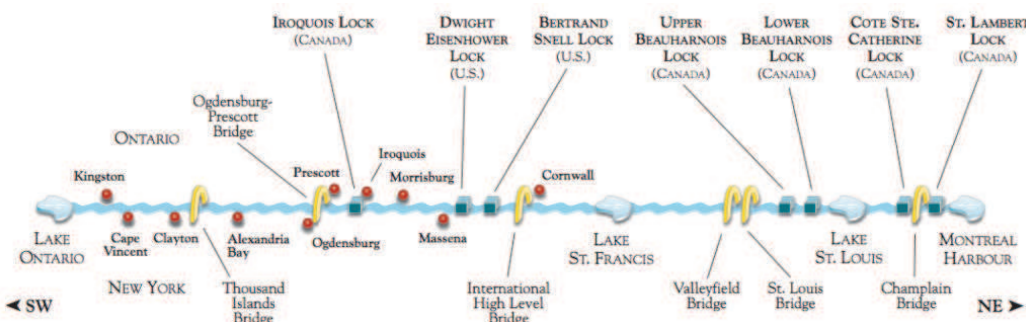 IROQUOIS LOCK
(CANADA)
DWIGHT
EISENHOWER
LOCK
(U.S.)
BERTRAND
SNELL LOCK
(U.S.)
UPPER
BEAUHARNOIS
LOCK
(CANADA)
LOWER
BEAUHARNOIS
LOCK
(CANADA)
COTE STE.
CATHERINE
LOCK
(CANADA)
ST. LAMBERT
LOCK
(CANADA)
Ogdensburg-
Prescott
Bridge
ONTARIO
Kingston
Prescott
Iroquois
Morrisburg
Cornwall
LAKE
ONTARIO
Cape
Vincent
Clayton
Alexandria
Bay
Ogdensburg
Massena
LAKE
ST. FRANCIS
LAKE
ST. LOUIS
MONTREAL
HARBOUR
NEW YORK
Thousand
Islands
Bridge
International
High Level
Bridge
Valleyfield
Bridge
St. Louis
Bridge
Champlain
Bridge
SW
NE